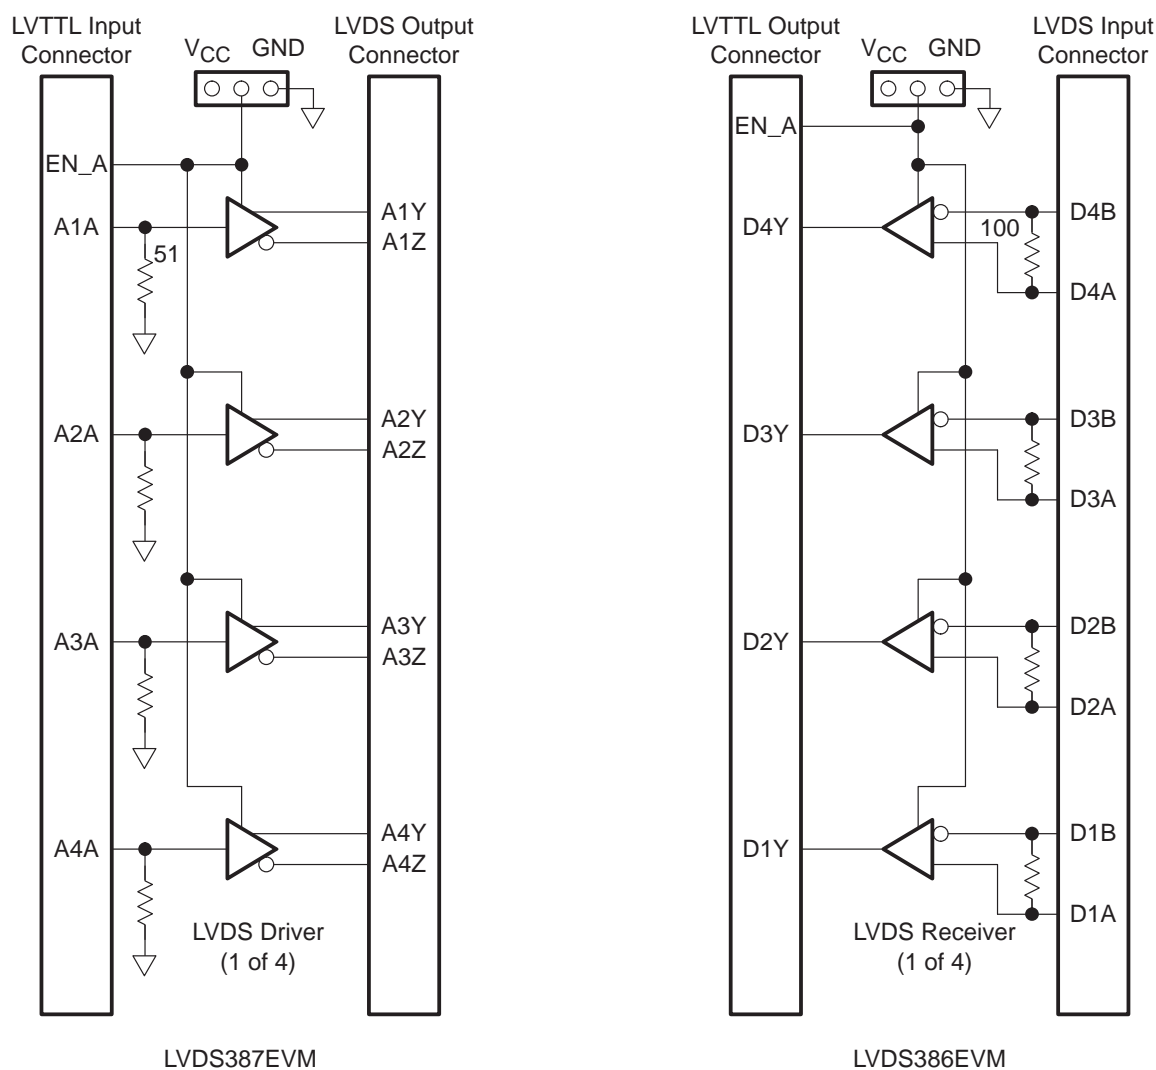 LVTTL Input
Connector
VCC GND
LVDS Output
Connector
EN_A
A1A
51
A1Y
A1Z
A2A
A2Y
A2Z
A3A
A3Y
A3Z
A4A
A4Y
A4Z
LVDS Driver
(1 of 4)
LVDS387EVM
LVTTL Output
Connector
VCC GND
LVDS Input
Connector
EN_A
D4Y
100
D4B
D4A
D3Y
D3B
D3A
D2Y
D2B
D2A
D1Y
D1B
D1A
LVDS Receiver
(1 of 4)
LVDS386EVM